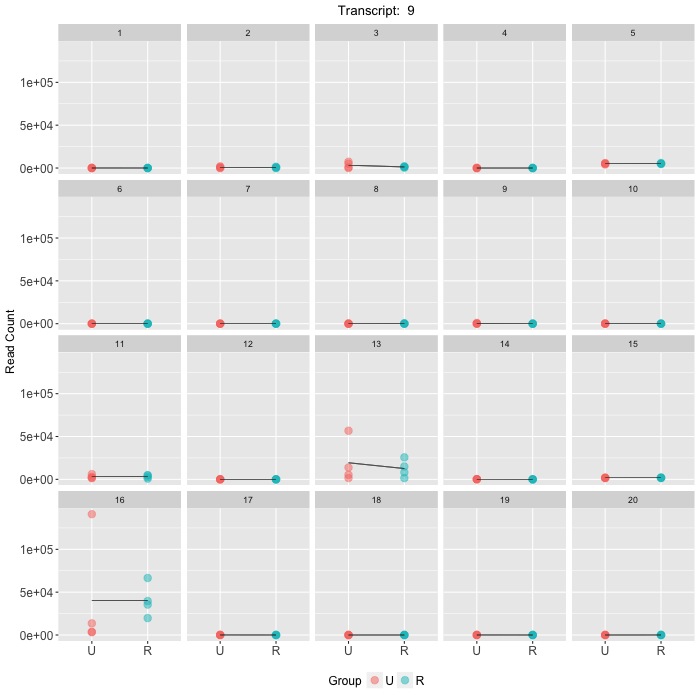 Transcript: 9
1 2 3 4 5
1e+05
5e+04
0e+00
6 7 8 9 10
1e+05
5e+04
0e+00
11 12 13 14 15
1e+05
5e+04
0e+00
16 17 18 19 20
1e+05
5e+04
0e+00
Read Count
U R U R U R U R U R
Group U R